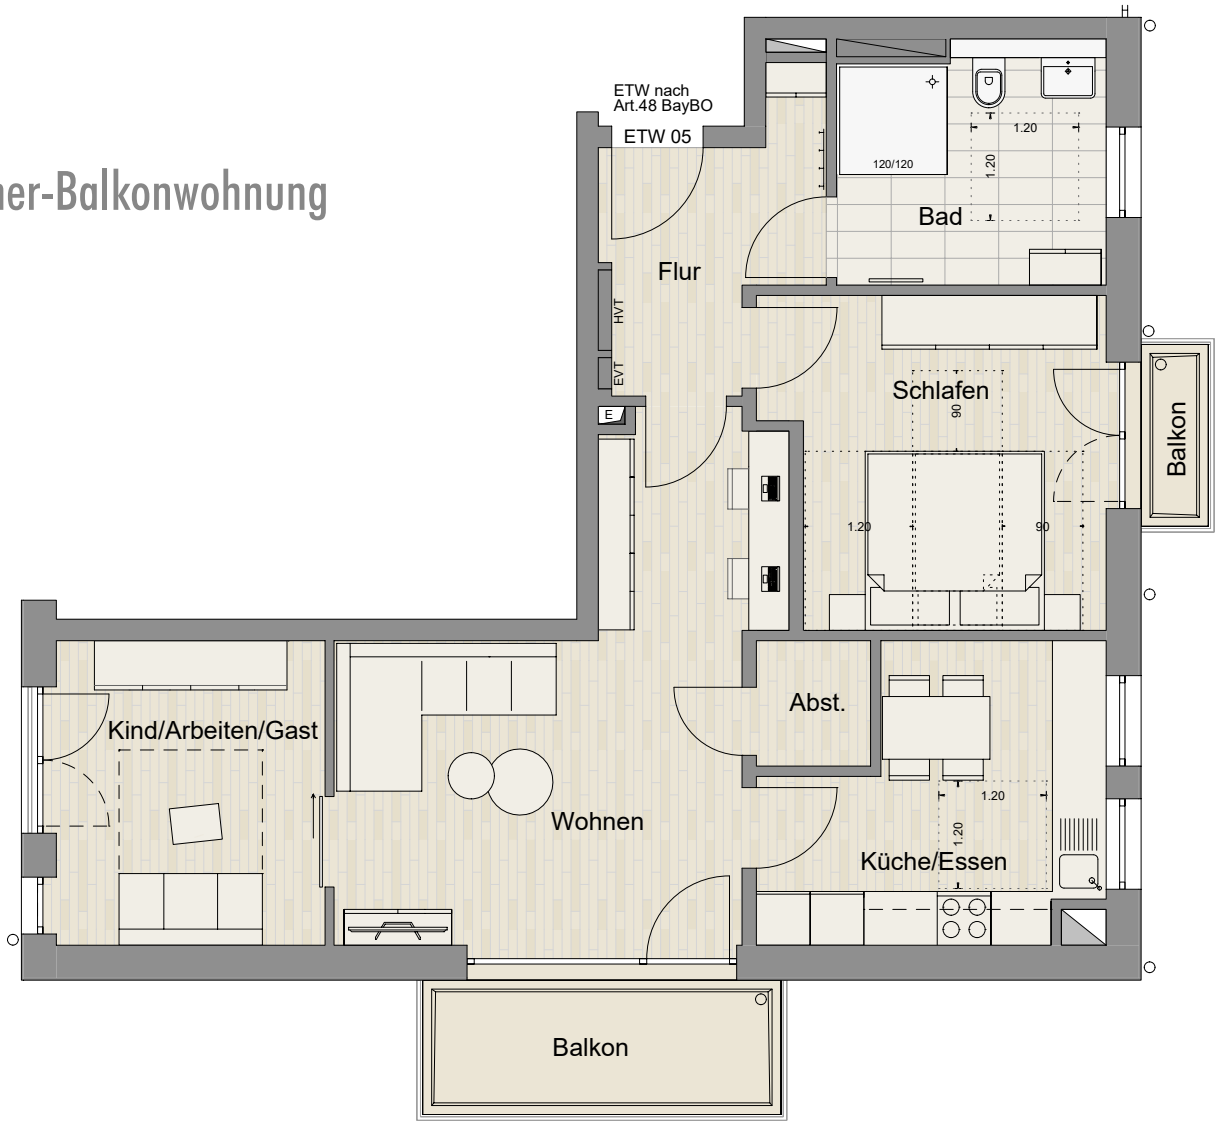 ner-Balkonwohnung
ETW nach
Art.48 BayBO
ETW 05
120/120
1.20
1.20
Bad
Flur
HVT
EVT
E
Schlafen
90
1.20
90
Balkon
Kind/Arbeiten/Gast
Abst.
Wohnen
1.20
1.20
Küche/Essen
Balkon